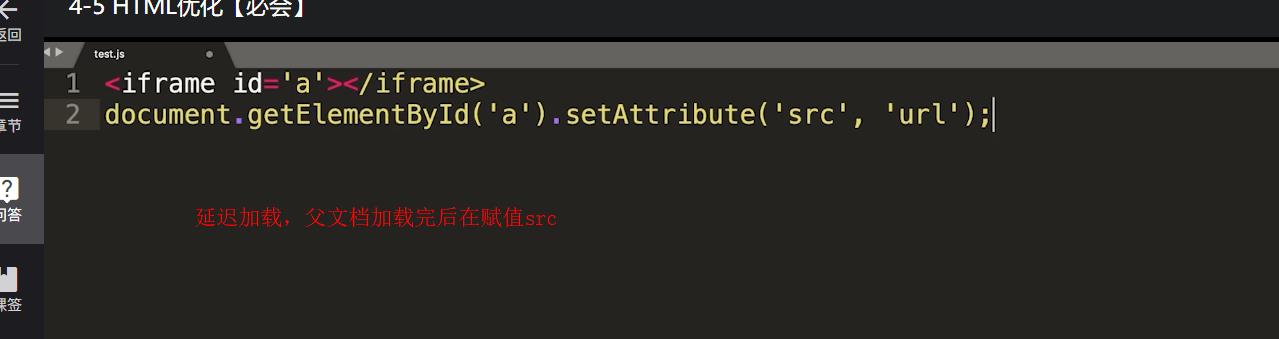 4-5 HTML优化【必会】
返回
test.js
1 <iframe id='a'></iframe>
2 document.getElementById('a').setAttribute('src', 'url');
章节
问答
延迟加载，父文档加载完后在赋值src
课签